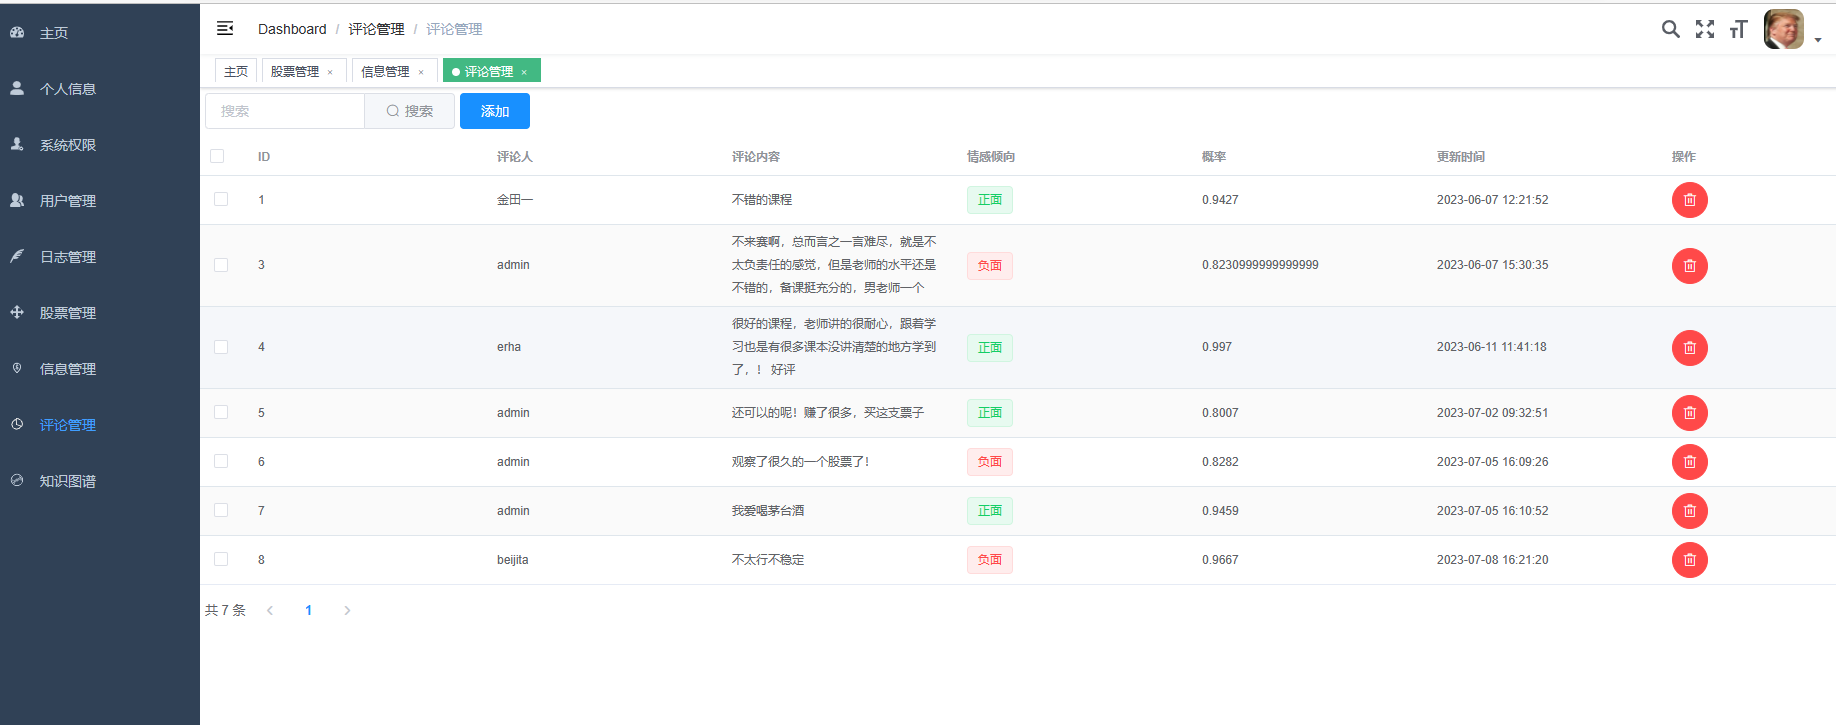 主页
个人信息
系统权限
用户管理
日志管理
股票管理
信息管理
评论管理
知识图谱
Dashboard / 评论管理 / 评论管理
主页 股票管理 × 信息管理 × 评论管理 ×
搜索 搜索 添加
ID 评论人 评论内容 情感倾向 概率 更新时间 操作
1 金田一 不错的课程 正面 0.9427 2023-06-07 12:21:52
不来赛啊，总而言之一言难尽，就是不
3 admin 太负责任的感觉，但是老师的水平还是 负面 0.8230999999999999 2023-06-07 15:30:35
不错的，备课挺充分的，男老师一个
很好的课程，老师讲的很耐心，跟着学
4 erha 习也是有很多课本没讲清楚的地方学到 正面 0.997 2023-06-11 11:41:18
了，！ 好评
5 admin 还可以的呢！赚了很多，买这支票子 正面 0.8007 2023-07-02 09:32:51
6 admin 观察了很久的一个股票了！ 负面 0.8282 2023-07-05 16:09:26
7 admin 我爱喝茅台酒 正面 0.9459 2023-07-05 16:10:52
8 beijita 不太行不稳定 负面 0.9667 2023-07-08 16:21:20
共 7 条 1